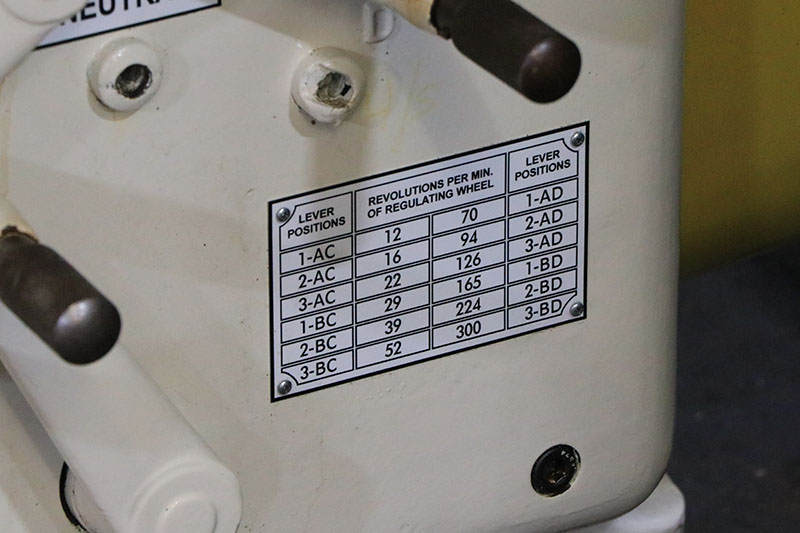 NEUTRA
LEVER POSITIONS REVOLUTIONS PER MIN. OF REGULATING WHEEL LEVER POSITIONS
1-AC 12 70 1-AD
2-AC 16 94 2-AD
3-AC 22 126 3-AD
1-BC 29 165 1-BD
2-BC 39 224 2-BD
3-BC 52 300 3-BD